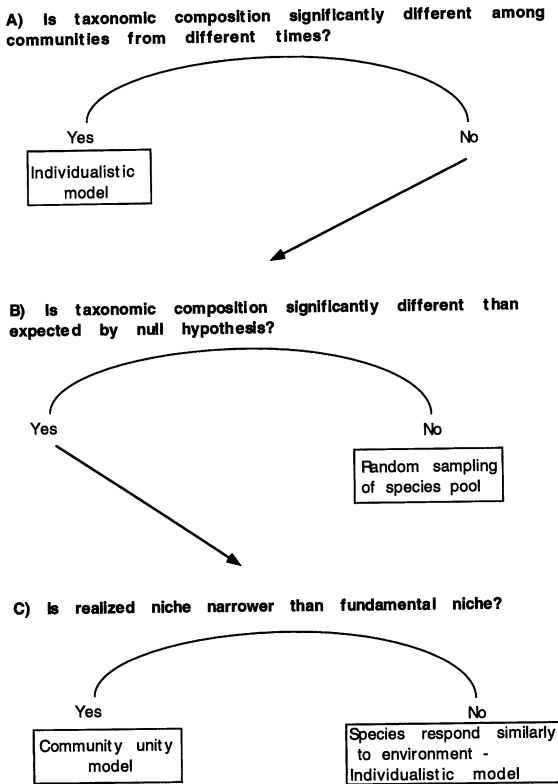 A) Is taxonomic composition significantly different among
communities from different times?
Yes
No
Individualistic
model
B) Is taxonomic composition significantly different than
expected by null hypothesis?
Yes
No
Random sampling
of species pool
C) Is realized niche narrower than fundamental niche?
Yes
No
Community unity
model
Species respond similarly
to environment -
Individualistic model